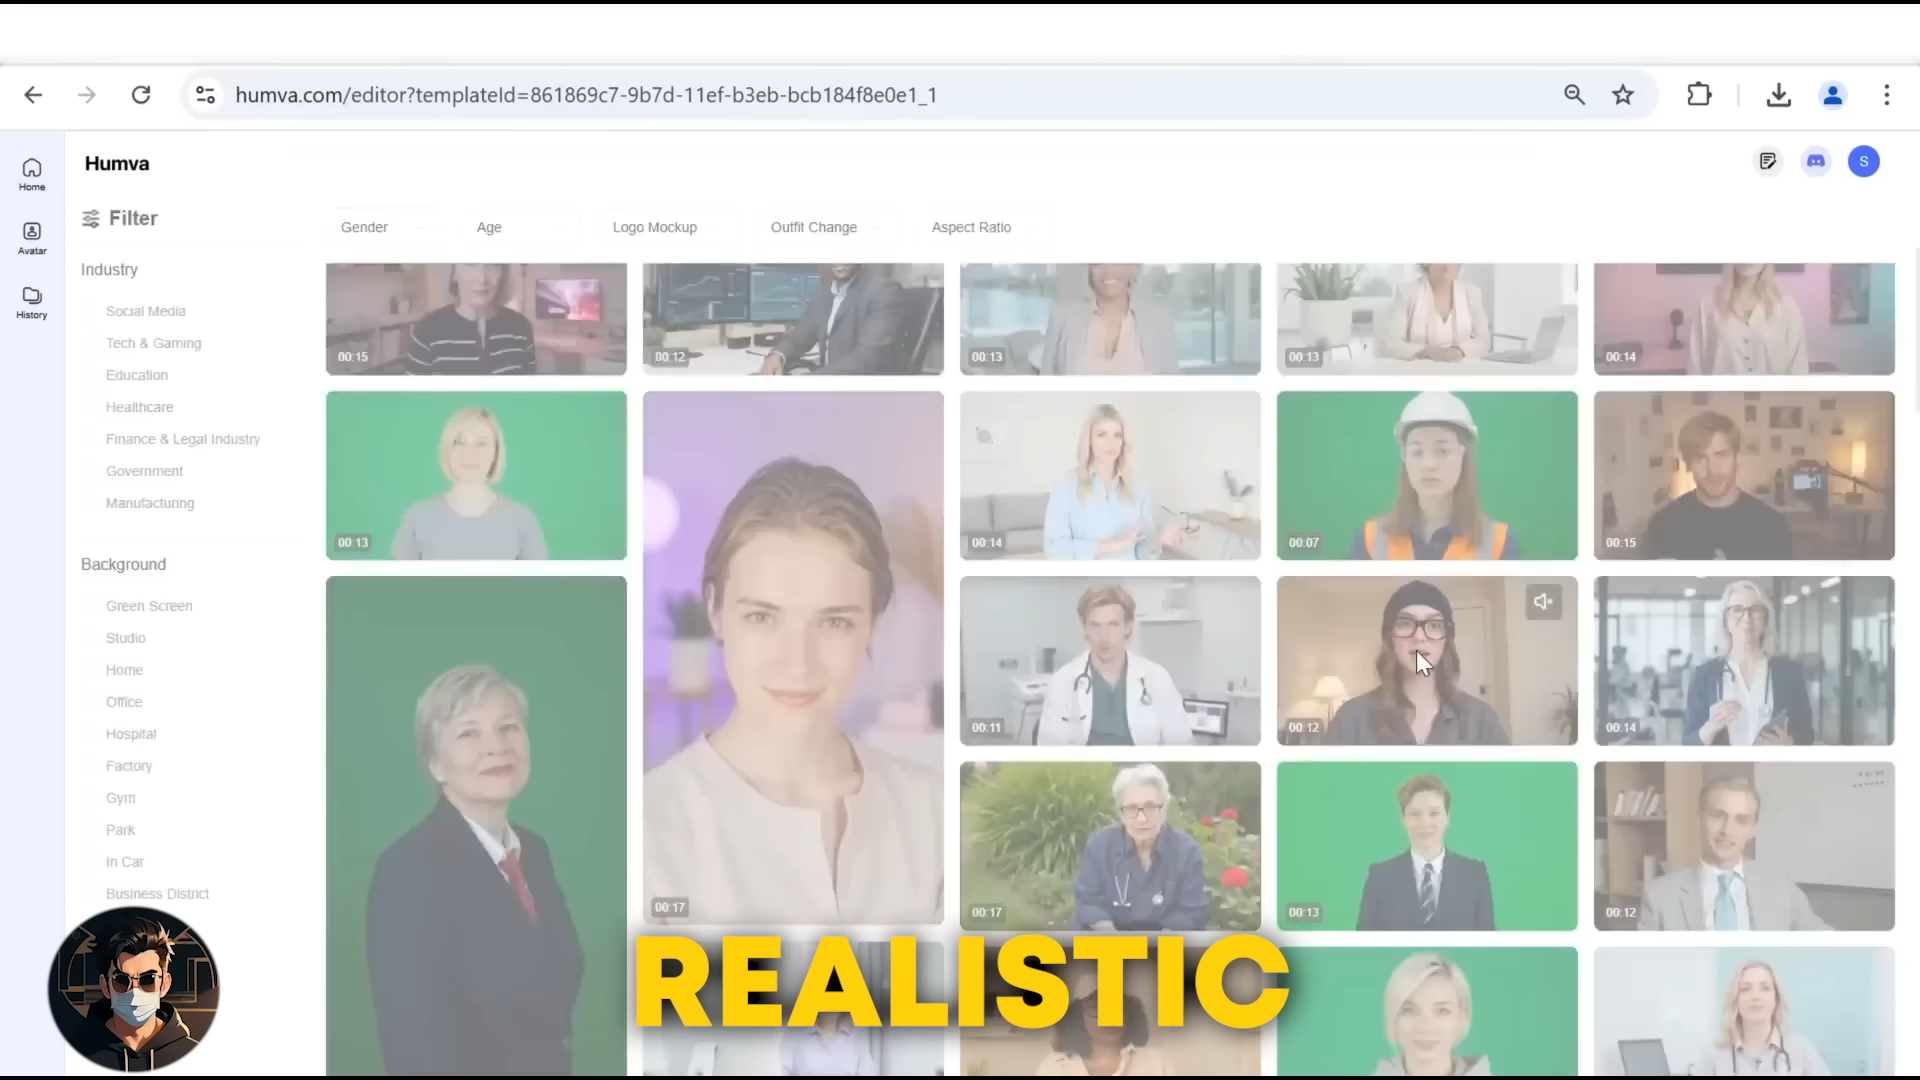 humva.com/editor?templateId=861869c7-9b7d-11ef-b3eb-bcb184f8e0e1_1
Humva
S
Home
Avatar
History
Filter
Gender
Age
Logo Mockup
Outfit Change
Aspect Ratio
Industry
Social Media
Tech & Gaming
Education
Healthcare
Finance & Legal Industry
Government
Manufacturing
Background
Green Screen
Studio
Home
Office
Hospital
Factory
Gym
Park
In Car
Business District
00:15
00:12
00:13
00:13
00:14
00:13
00:14
00:07
00:15
00:11
00:12
00:14
00:17
00:17
00:13
00:12
REALISTIC